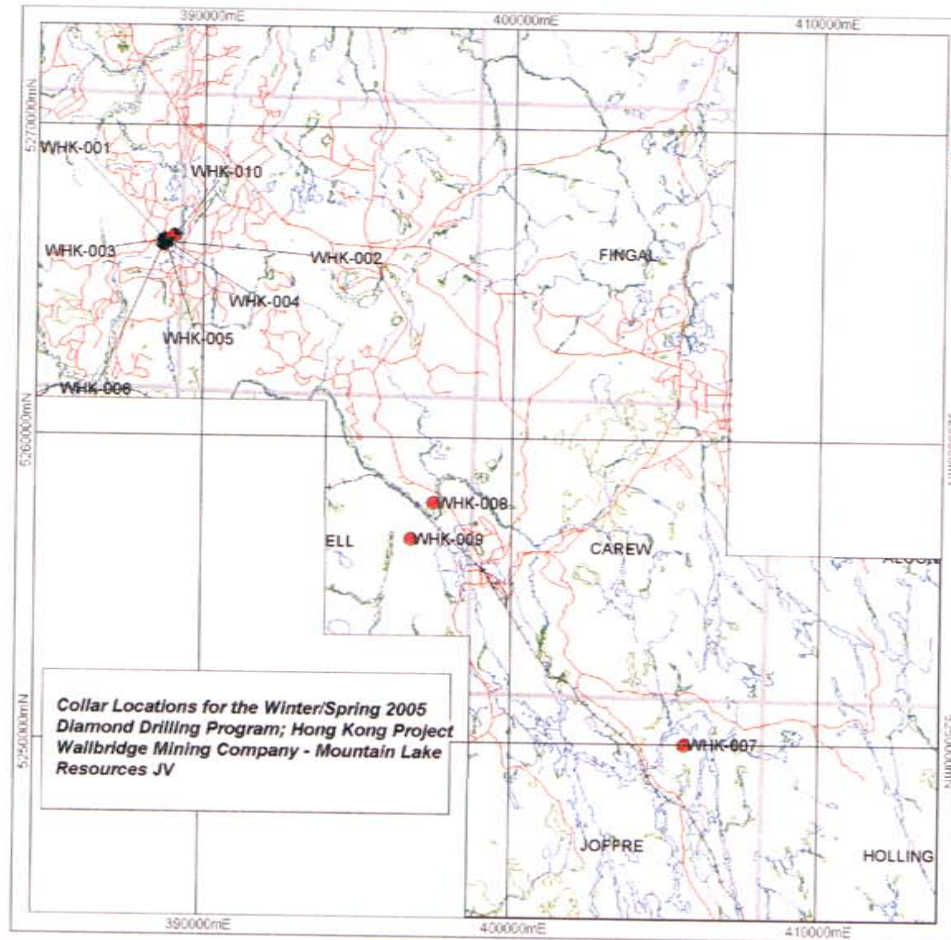 390000mE
400000mE
410000mE
5270000mN
WHK-001
WHK-010
WHK-003
WHK-002
FINGAL
WHK-004
WHK-005
WHK-006
5260000mN
WHK-008
ELL
WHK-009
CAREW
WHK-007
5250000mN
5250000mN
Collar Locations for the Winter/Spring 2005
Diamond Drilling Program; Hong Kong Project
Wallbridge Mining Company - Mountain Lake
Resources JV
JOFFRE
HOLLING
390000mE
400000mE
410000mE